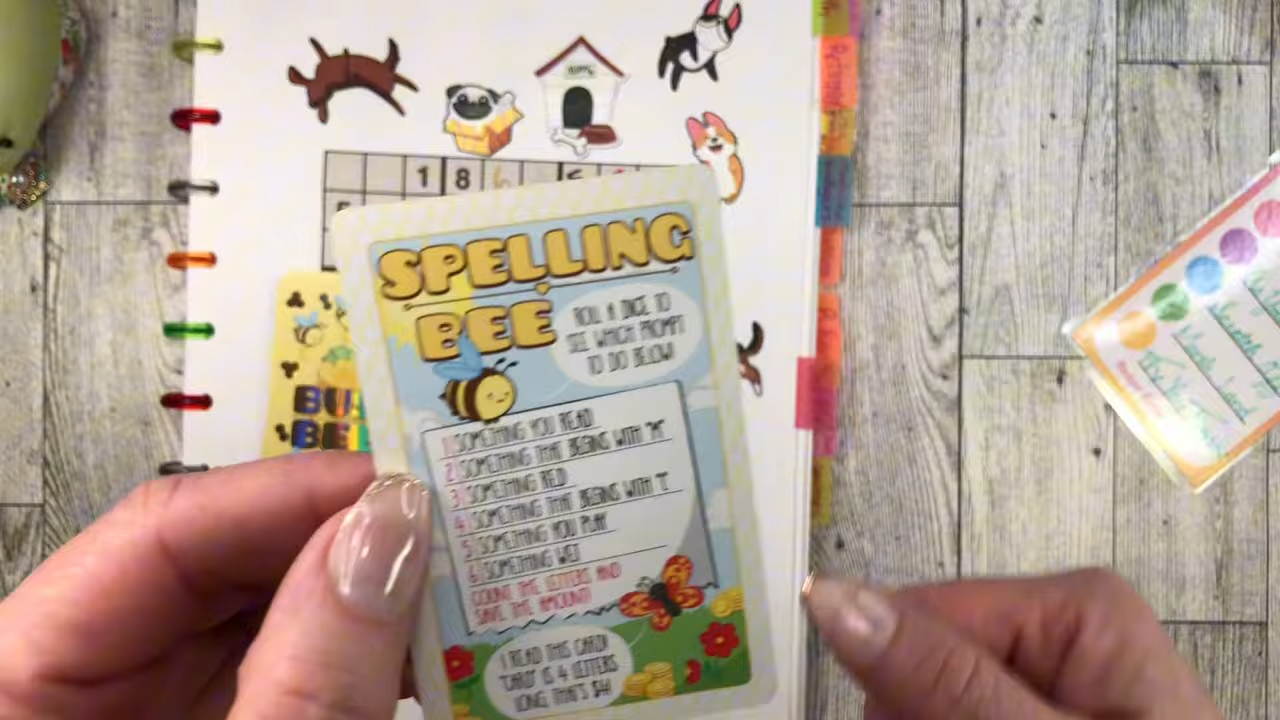 1 8 6
SPELLING
BEE
ROLL A DICE TO
SEE WHICH PROMPT
TO DO BELOW
1 SOMETHING YOU READ
2 SOMETHING THAT BEGINS WITH "M"
3 SOMETHING RED
4 SOMETHING THAT BEGINS WITH "T"
5 SOMETHING YOU PLAY
6 SOMETHING WET
COUNT THE LETTERS AND
SAVE THE AMOUNT!
I READ THIS CARD!
"CARD" IS 4 LETTERS
LONG THAT'S $4!